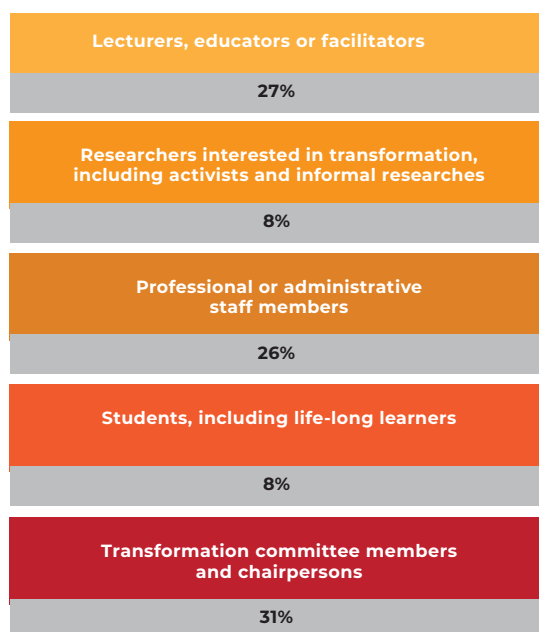 Lecturers, educators or facilitators
27%
Researchers interested in transformation,
including activists and informal researches
8%
Professional or administrative
staff members
26%
Students, including life-long learners
8%
Transformation committee members
and chairpersons
31%